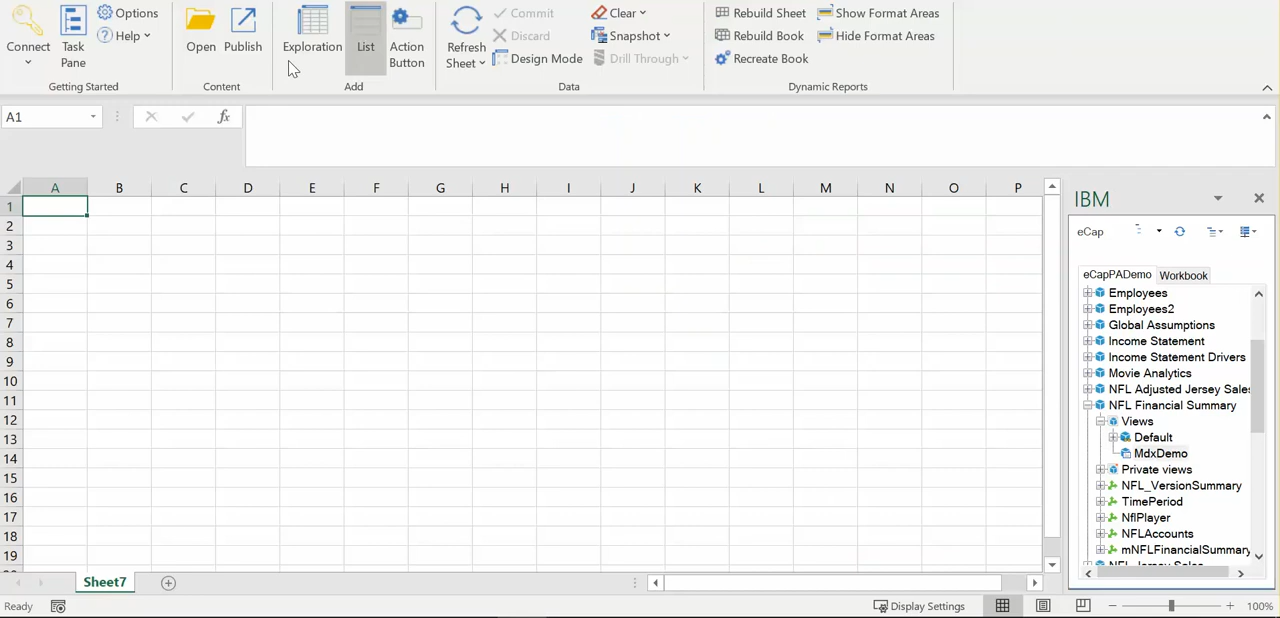 Connect
Task
Pane
Options
Help
Getting Started
Open
Publish
Content
Exploration
List
Action
Button
Add
Refresh
Sheet
Commit
Discard
Design Mode
Clear
Snapshot
Drill Through
Data
Rebuild Sheet
Rebuild Book
Recreate Book
Show Format Areas
Hide Format Areas
Dynamic Reports
A1
fx
A B C D E F G H I J K L M N O P
1
2
3
4
5
6
7
8
9
10
11
12
13
14
15
16
17
18
19
IBM
eCap
eCapPADemo Workbook
Employees
Employees2
Global Assumptions
Income Statement
Income Statement Drivers
Movie Analytics
NFL Adjusted Jersey Sales
NFL Financial Summary
Views
Default
MdxDemo
Private views
NFL_VersionSummary
TimePeriod
NflPlayer
NFLAccounts
mNFLFinancialSummary
Sheet7
Ready
Display Settings
100%